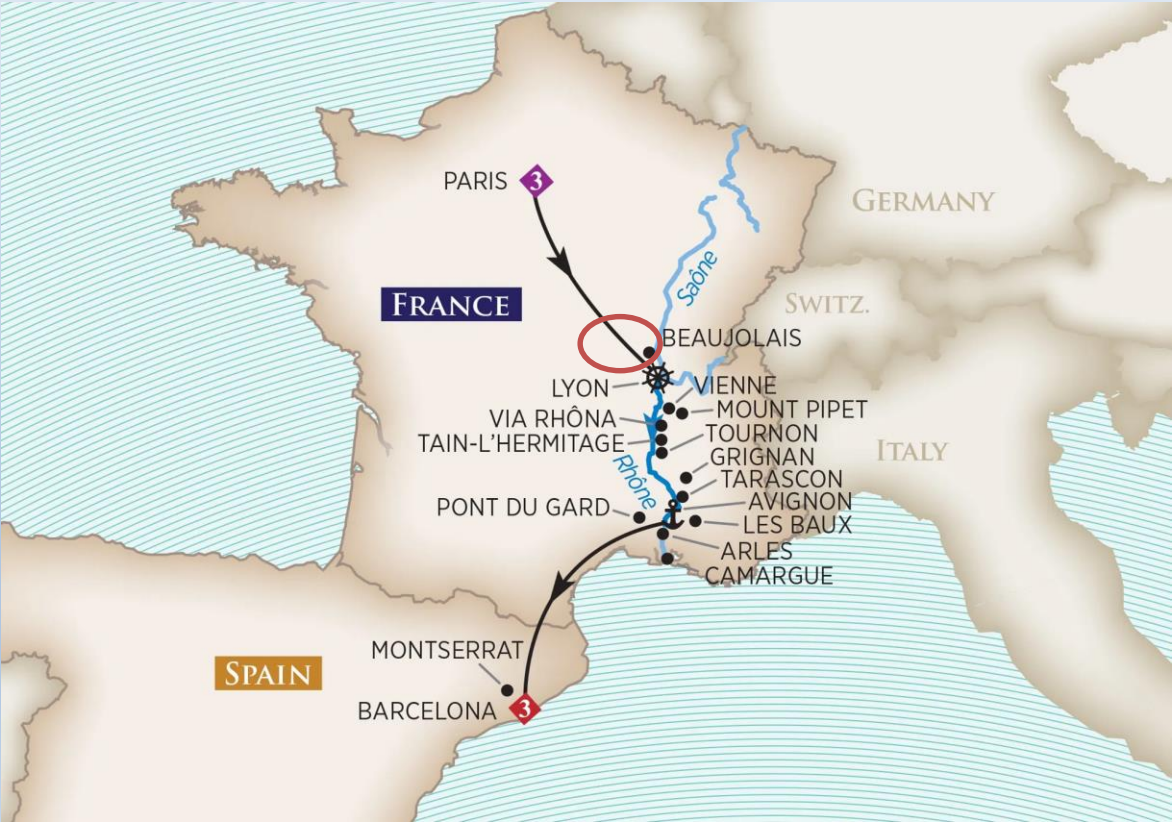 PARIS
3
GERMANY
FRANCE
Saône
SWITZ.
BEAUJOLAIS
LYON
VIENNE
MOUNT PIPET
VIA RHÔNA
TOURNON
TAIN-L'HERMITAGE
GRIGNAN
ITALY
Rhône
TARASCON
AVIGNON
PONT DU GARD
LES BAUX
ARLES
CAMARGUE
MONTSERRAT
SPAIN
BARCELONA
3